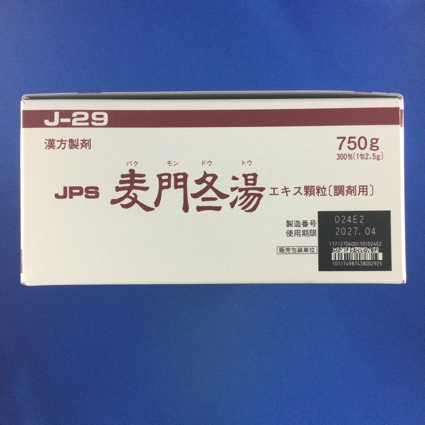 J-29
漢方製剤
750g
300包(1包2.5g)
バク モン ドウ トウ
JPS 麦門冬湯 エキス顆粒〔調剤用〕
製造番号 024E2
使用期限 2027.04
販売包装単位